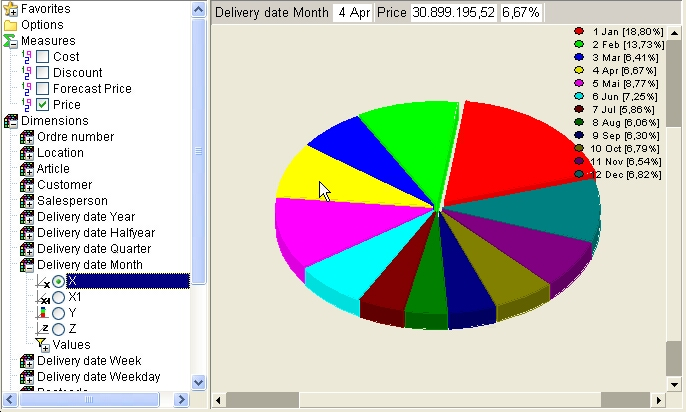 Favorites
Options
Measures
Cost
Discount
Forecast Price
Price
Dimensions
Ordre number
Location
Article
Customer
Salesperson
Delivery date Year
Delivery date Halfyear
Delivery date Quarter
Delivery date Month
X
X1
Y
Z
Values
Delivery date Week
Delivery date Weekday
Delivery date Month 4 Apr Price 30.899.195,52 6,67%
1 Jan [18,80%]
2 Feb [13,73%]
3 Mar [6,41%]
4 Apr [6,67%]
5 Mai [8,77%]
6 Jun [7,25%]
7 Jul [5,86%]
8 Aug [6,06%]
9 Sep [6,30%]
10 Oct [6,79%]
11 Nov [6,54%]
12 Dec [6,82%]